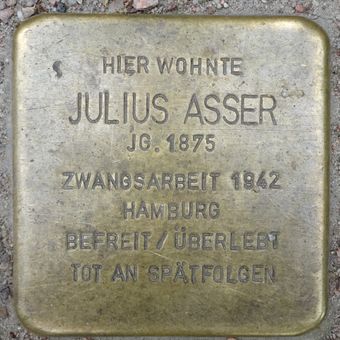 HIER WOHNTE
JULIUS ASSER
JG. 1875
ZWANGSARBEIT 1942
HAMBURG
BEFREIT / ÜBERLEBT
TOT AN SPÄTFOLGEN